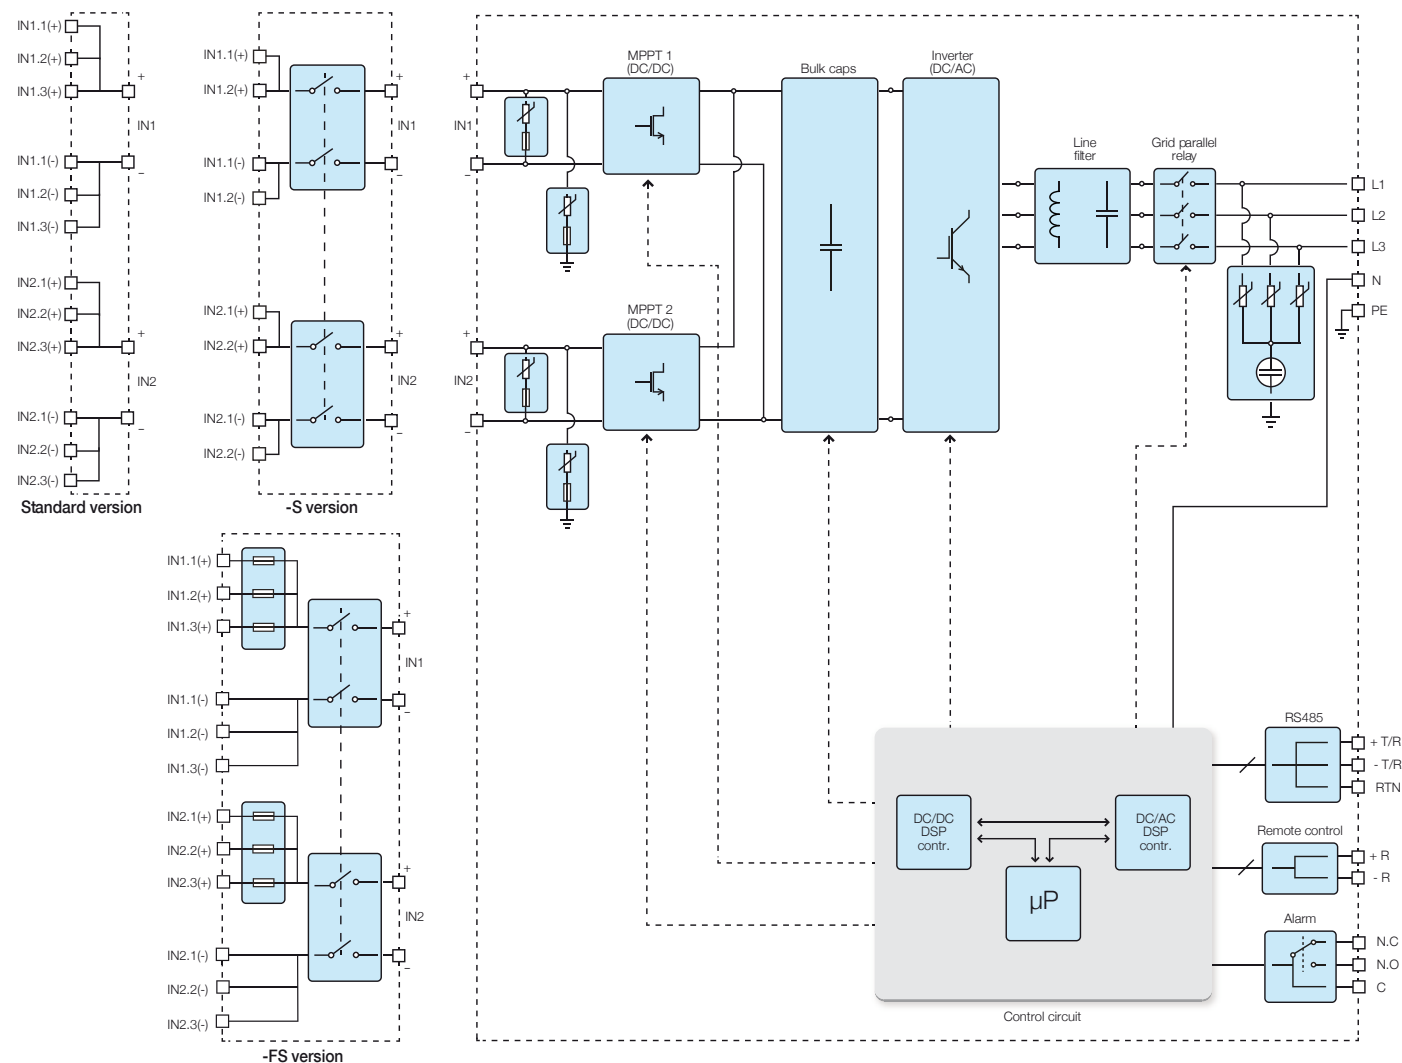 IN1.1(+)
IN1.2(+)
IN1.3(+)
+
IN1
IN1.1(-)
IN1.2(-)
IN1.3(-)
–
IN2.1(+)
IN2.2(+)
IN2.3(+)
+
IN2
IN2.1(-)
IN2.2(-)
IN2.3(-)
–
Standard version
IN1.1(+)
IN1.2(+)
+
IN1
IN1.1(-)
IN1.2(-)
–
IN2.1(+)
IN2.2(+)
+
IN2
IN2.1(-)
IN2.2(-)
–
-S version
IN1.1(+)
IN1.2(+)
IN1.3(+)
+
IN1
IN1.1(-)
IN1.2(-)
IN1.3(-)
–
IN2.1(+)
IN2.2(+)
IN2.3(+)
+
IN2
IN2.1(-)
IN2.2(-)
IN2.3(-)
–
-FS version
+
IN1
–
+
IN2
–
MPPT 1
(DC/DC)
MPPT 2
(DC/DC)
Bulk caps
Inverter
(DC/AC)
Line
filter
Grid parallel
relay
L1
L2
L3
N
PE
DC/DC
DSP
contr.
DC/AC
DSP
contr.
µP
Control circuit
RS485
+ T/R
- T/R
RTN
Remote control
+ R
- R
Alarm
N.C
N.O
C